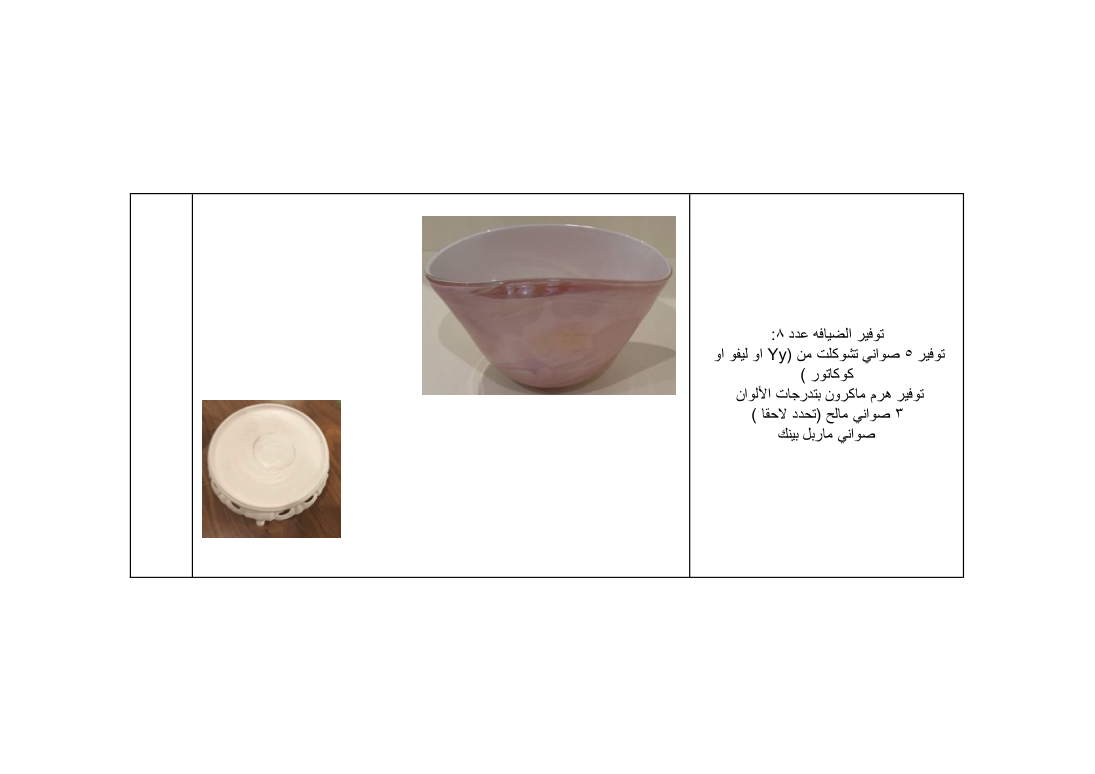 توفير الضيافه عدد ٨:
توفير ٥ صواني تشوكلت من (Yy او ليفو او
كوكاتور )
توفير هرم ماكرون بتدرجات الألوان
٣ صواني مالح (تحدد لاحقا )
صواني ماربل بينك